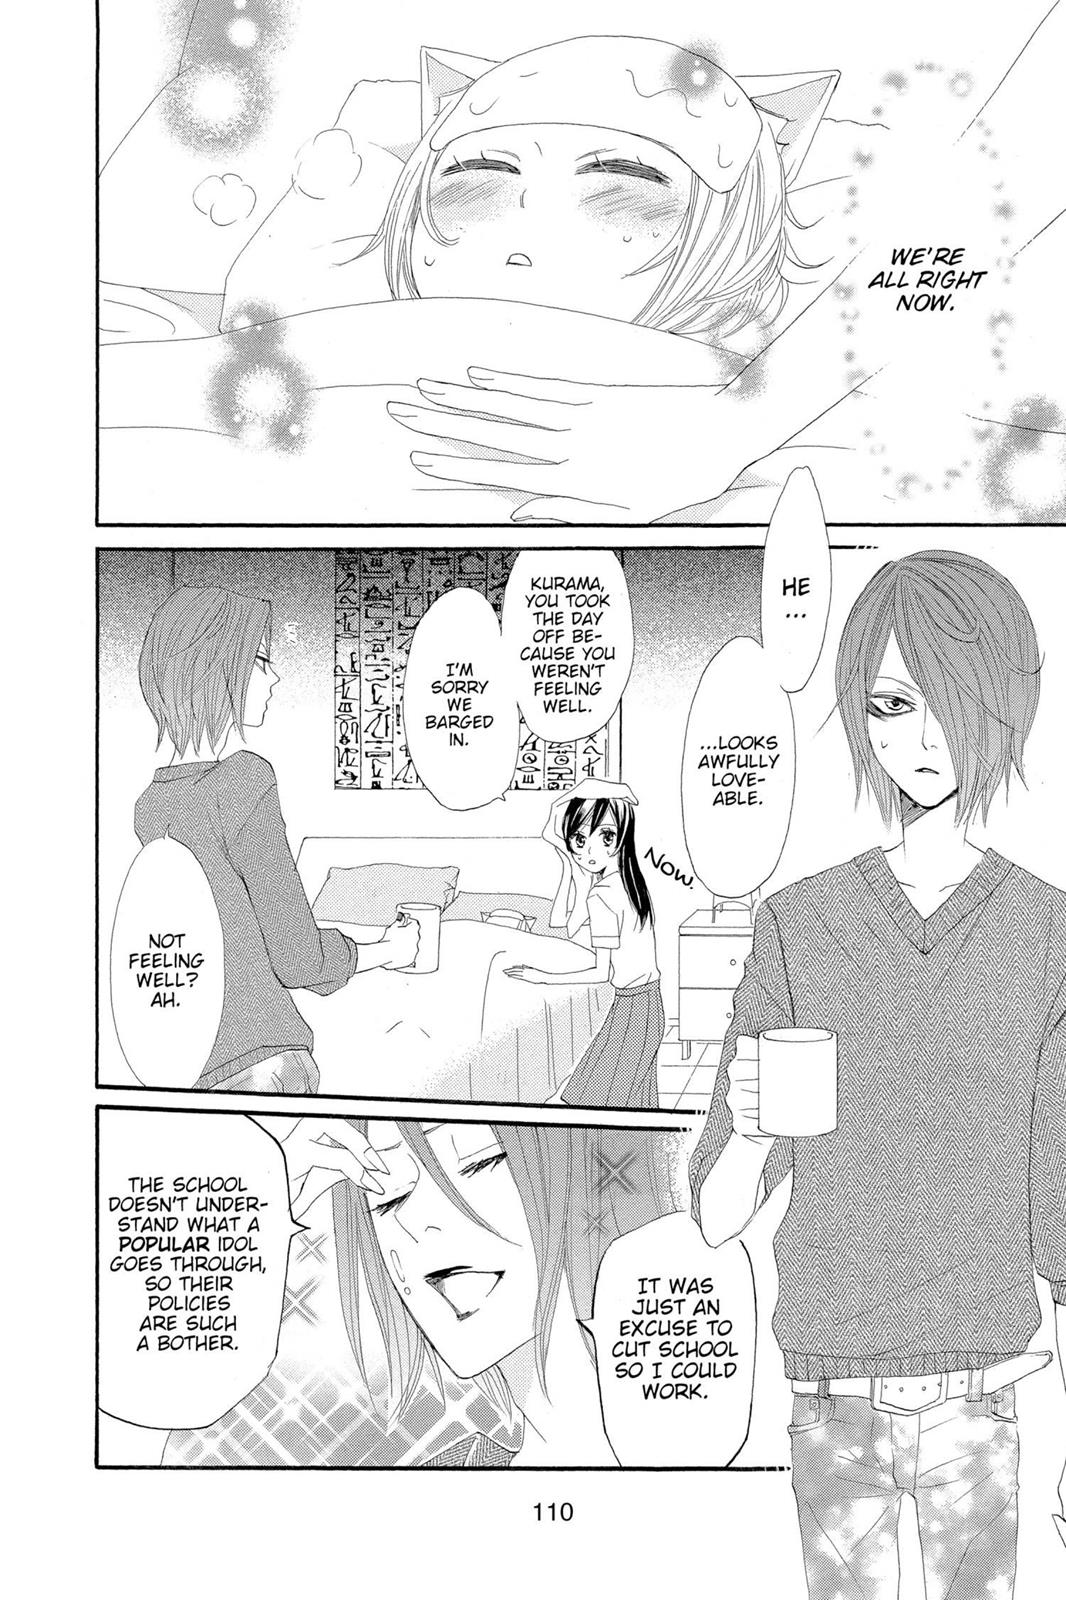 WE'RE
ALL RIGHT
NOW.
HE
...
...LOOKS
AWFULLY
LOVE-
ABLE.
KURAMA,
YOU TOOK
THE DAY
OFF BE-
CAUSE YOU
WEREN'T
FEELING
WELL.
I'M
SORRY
WE
BARGED
IN.
NOW.
NOT
FEELING
WELL?
AH.
IT WAS
JUST AN
EXCUSE TO
CUT SCHOOL
SO I COULD
WORK.
THE SCHOOL
DOESN'T UNDER-
STAND WHAT A
POPULAR IDOL
GOES THROUGH,
SO THEIR
POLICIES
ARE SUCH
A BOTHER.
110